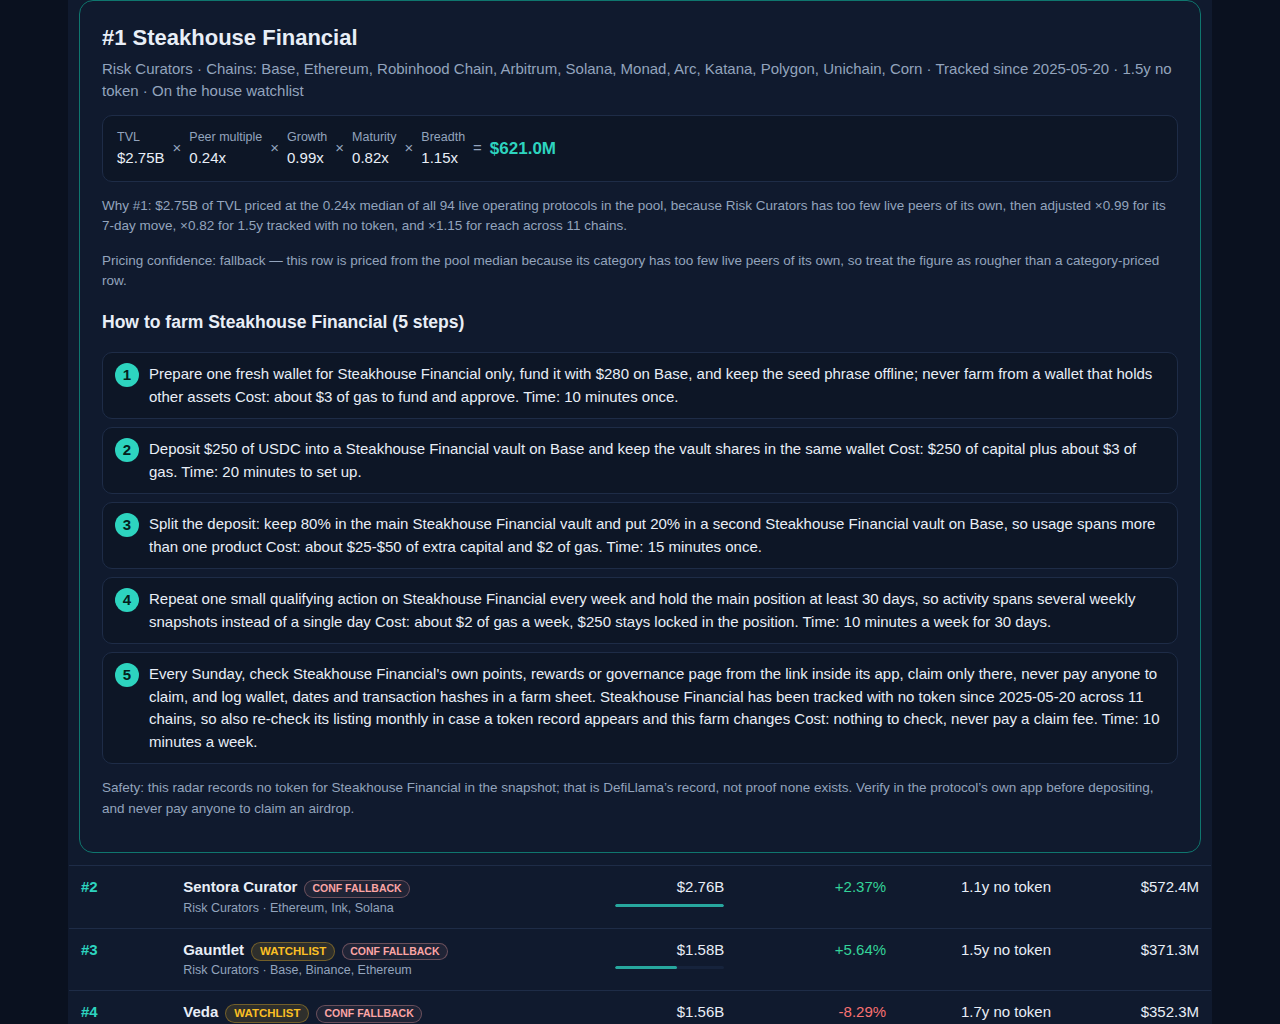 #1 Steakhouse Financial
Risk Curators · Chains: Base, Ethereum, Robinhood Chain, Arbitrum, Solana, Monad, Arc, Katana, Polygon, Unichain, Corn · Tracked since 2025-05-20 · 1.5y no
token · On the house watchlist
TVL × Peer multiple × Growth × Maturity × Breadth = $621.0M
$2.75B 0.24x 0.99x 0.82x 1.15x
Why #1: $2.75B of TVL priced at the 0.24x median of all 94 live operating protocols in the pool, because Risk Curators has too few live peers of its own, then adjusted ×0.99 for its
7-day move, ×0.82 for 1.5y tracked with no token, and ×1.15 for reach across 11 chains.
Pricing confidence: fallback — this row is priced from the pool median because its category has too few live peers of its own, so treat the figure as rougher than a category-priced
row.
How to farm Steakhouse Financial (5 steps)
1 Prepare one fresh wallet for Steakhouse Financial only, fund it with $280 on Base, and keep the seed phrase offline; never farm from a wallet that holds
other assets Cost: about $3 of gas to fund and approve. Time: 10 minutes once.
2 Deposit $250 of USDC into a Steakhouse Financial vault on Base and keep the vault shares in the same wallet Cost: $250 of capital plus about $3 of
gas. Time: 20 minutes to set up.
3 Split the deposit: keep 80% in the main Steakhouse Financial vault and put 20% in a second Steakhouse Financial vault on Base, so usage spans more
than one product Cost: about $25-$50 of extra capital and $2 of gas. Time: 15 minutes once.
4 Repeat one small qualifying action on Steakhouse Financial every week and hold the main position at least 30 days, so activity spans several weekly
snapshots instead of a single day Cost: about $2 of gas a week, $250 stays locked in the position. Time: 10 minutes a week for 30 days.
5 Every Sunday, check Steakhouse Financial's own points, rewards or governance page from the link inside its app, claim only there, never pay anyone to
claim, and log wallet, dates and transaction hashes in a farm sheet. Steakhouse Financial has been tracked with no token since 2025-05-20 across 11
chains, so also re-check its listing monthly in case a token record appears and this farm changes Cost: nothing to check, never pay a claim fee. Time: 10
minutes a week.
Safety: this radar records no token for Steakhouse Financial in the snapshot; that is DefiLlama's record, not proof none exists. Verify in the protocol's own app before depositing,
and never pay anyone to claim an airdrop.
#2 Sentora Curator CONF FALLBACK $2.76B +2.37% 1.1y no token $572.4M
Risk Curators · Ethereum, Ink, Solana
#3 Gauntlet WATCHLIST CONF FALLBACK $1.58B +5.64% 1.5y no token $371.3M
Risk Curators · Base, Binance, Ethereum
#4 Veda WATCHLIST CONF FALLBACK $1.56B -8.29% 1.7y no token $352.3M